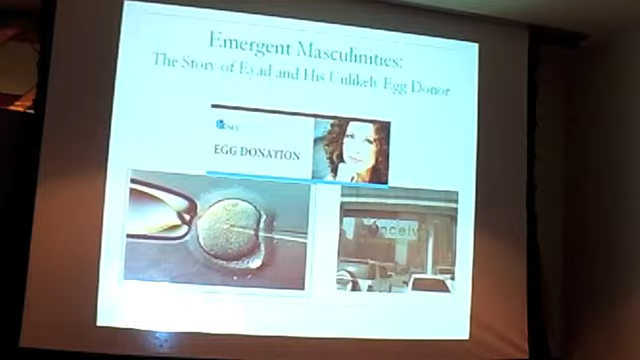 Emergent Masculinities:
The Story of Eyad and His Unlikely Egg Donor
EGG DONATION